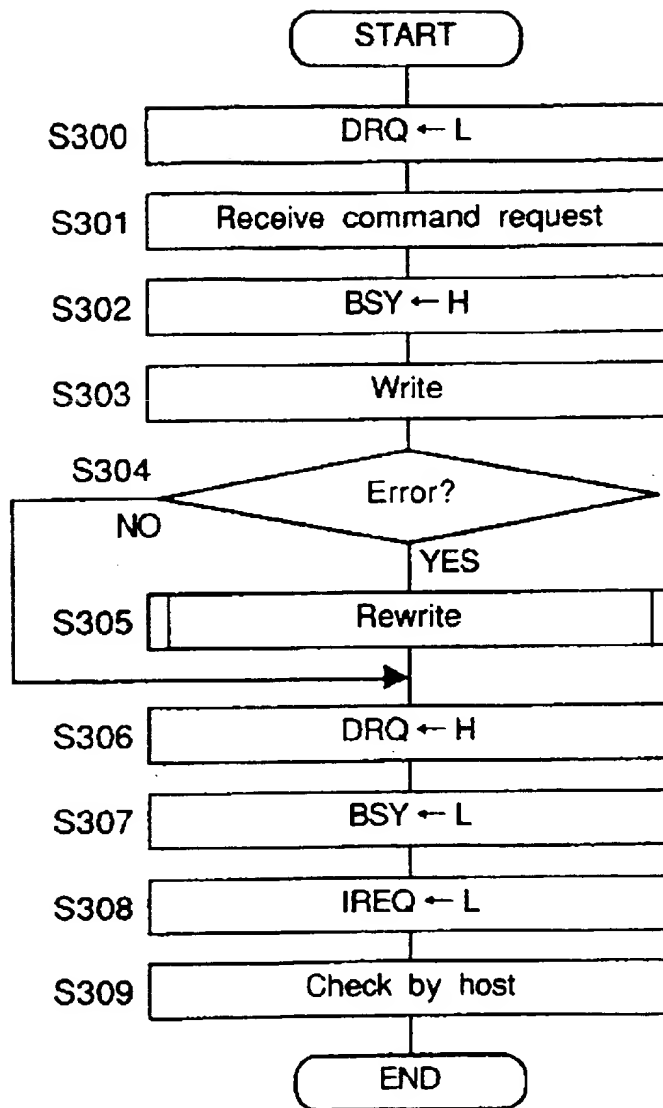 START
S300 DRQ ← L
S301 Receive command request
S302 BSY ← H
S303 Write
S304 Error?
NO
YES
S305 Rewrite
S306 DRQ ← H
S307 BSY ← L
S308 IREQ ← L
S309 Check by host
END